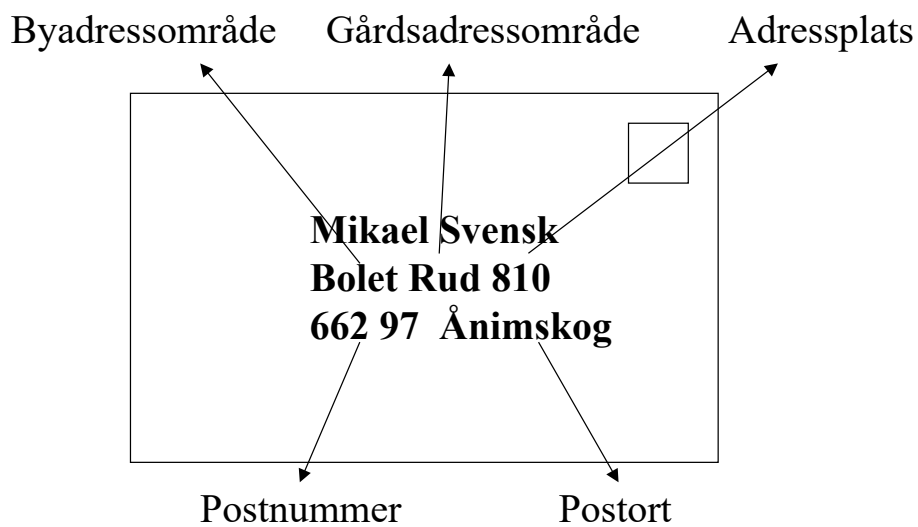 Byadressområde Gårdsadressområde Adressplats
Mikael Svensk
Bolet Rud 810
662 97 Ånimskog
Postnummer Postort